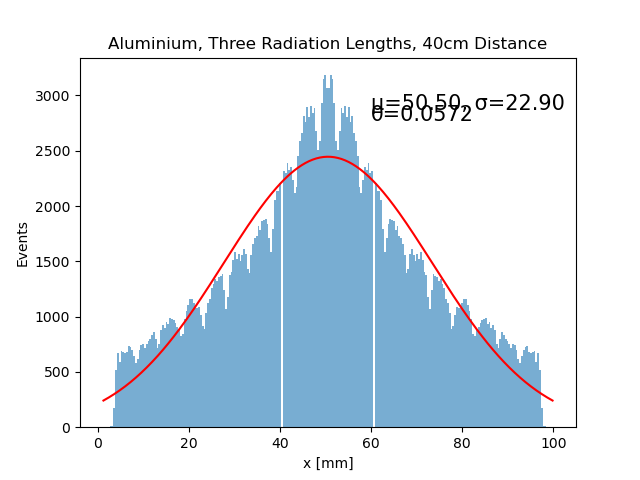 Aluminium, Three Radiation Lengths, 40cm Distance
μ=50.50, σ=22.90
θ=0.0572
Events
3000
2500
2000
1500
1000
500
0
0 20 40 60 80 100
x [mm]